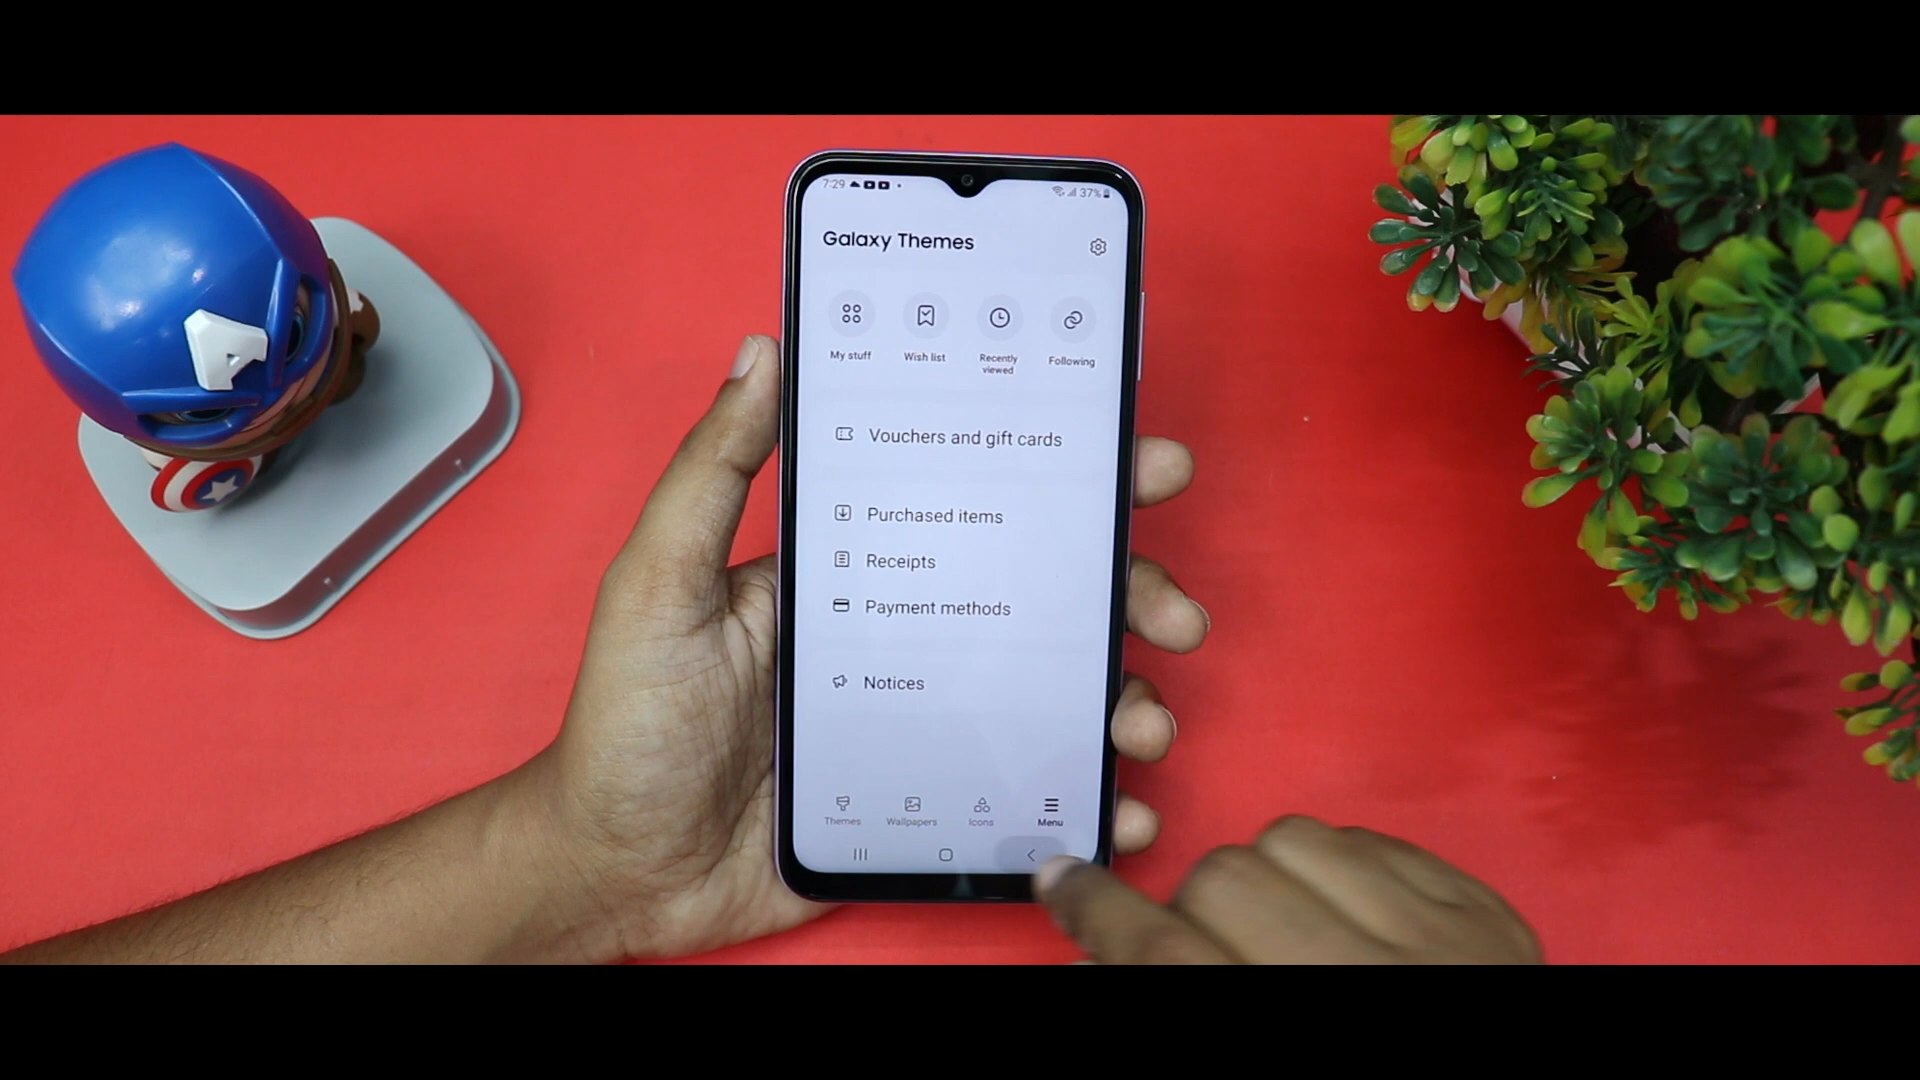 7:29
37%
Galaxy Themes
My stuff
Wish list
Recently
viewed
Following
Vouchers and gift cards
Purchased items
Receipts
Payment methods
Notices
Themes
Wallpapers
Icons
Menu
A